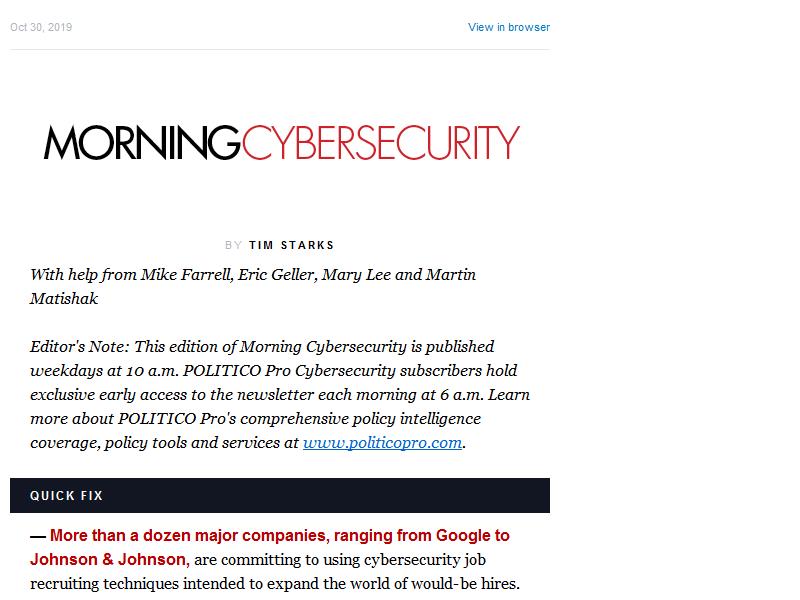 Oct 30, 2019 View in browser
MORNINGCYBERSECURITY
BY TIM STARKS
With help from Mike Farrell, Eric Geller, Mary Lee and Martin
Matishak
Editor's Note: This edition of Morning Cybersecurity is published
weekdays at 10 a.m. POLITICO Pro Cybersecurity subscribers hold
exclusive early access to the newsletter each morning at 6 a.m. Learn
more about POLITICO Pro's comprehensive policy intelligence
coverage, policy tools and services at www.politicopro.com.
QUICK FIX
— More than a dozen major companies, ranging from Google to
Johnson & Johnson, are committing to using cybersecurity job
recruiting techniques intended to expand the world of would-be hires.